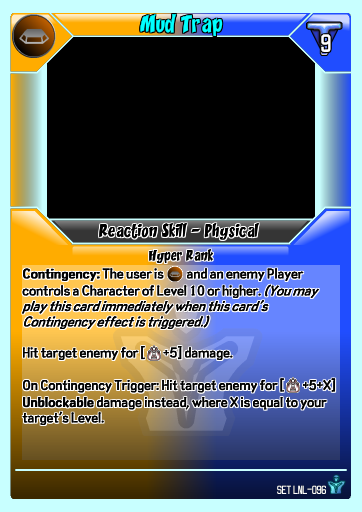 Mud Trap
9
Reaction Skill - Physical
Hyper Rank
Contingency: The user is and an enemy Player
controls a Character of Level 10 or higher. (You may
play this card immediately when this card's
Contingency effect is triggered.)
Hit target enemy for [ +5] damage.
On Contingency Trigger: Hit target enemy for [ +5+X]
Unblockable damage instead, where X is equal to your
target's Level.
SET LNL-096